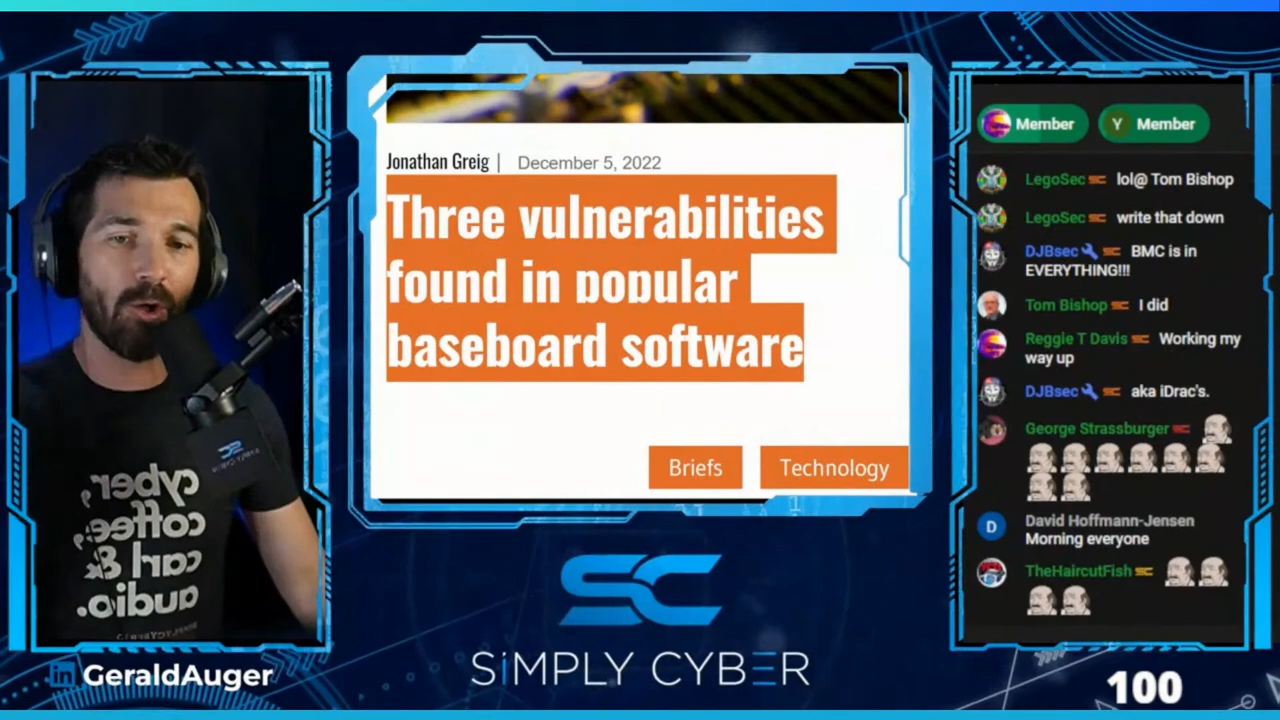 cyber,
coffee,
carl &
audio.
GeraldAuger
Jonathan Greig | December 5, 2022
Three vulnerabilities
found in popular
baseboard software
Briefs
Technology
SC
SiMPLY CYBER
Member
Y Member
LegoSec lol@ Tom Bishop
LegoSec write that down
DJBsec BMC is in
EVERYTHING!!!
Tom Bishop I did
Reggie T Davis Working my
way up
DJBsec aka iDrac's.
George Strassburger
D David Hoffmann-Jensen
Morning everyone
TheHaircutFish
100